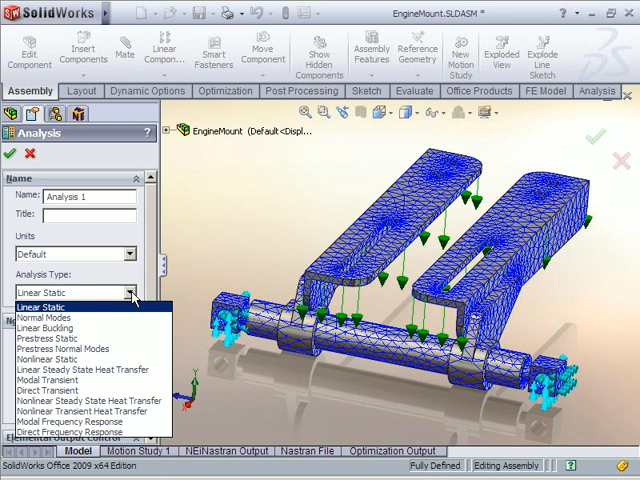 SolidWorks
EngineMount.SLDASM *
Edit Component
Insert Components
Mate
Linear Compon...
Smart Fasteners
Move Component
Show Hidden Components
Assembly Features
Reference Geometry
New Motion Study
Exploded View
Explode Line Sketch
Assembly Layout Dynamic Options Optimization Post Processing Sketch Evaluate Office Products FE Model Analysis
Analysis ?
EngineMount (Default<Displ...
Name
Name: Analysis 1
Title:
Units
Default
Analysis Type:
Linear Static
Linear Static
Normal Modes
Linear Buckling
Prestress Static
Prestress Normal Modes
Nonlinear Static
Linear Steady State Heat Transfer
Modal Transient
Direct Transient
Nonlinear Steady State Heat Transfer
Nonlinear Transient Heat Transfer
Modal Frequency Response
Direct Frequency Response
Elemental Output Control
Y
Model Motion Study 1 NEiNastran Output Nastran File Optimization Output
SolidWorks Office 2009 x64 Edition
Fully Defined Editing Assembly